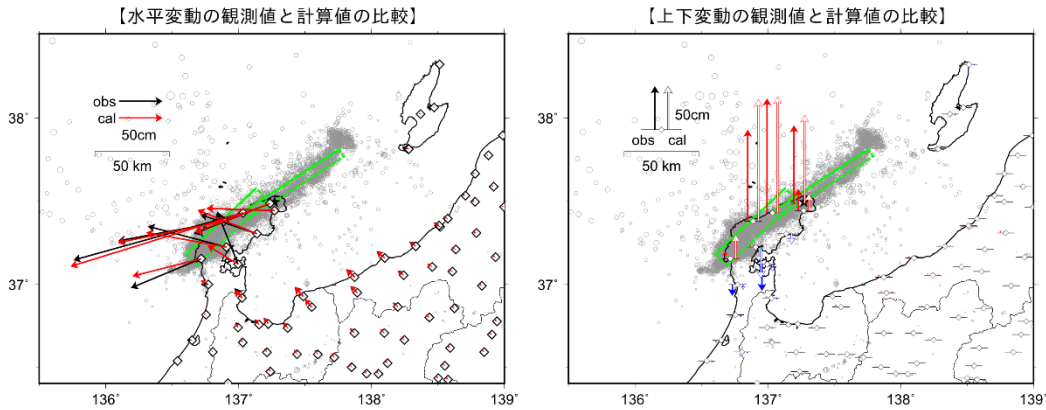 【水平変動の観測値と計算値の比較】
obs
cal
50cm
50 km
38°
37°
136°
137°
138°
139°
【上下変動の観測値と計算値の比較】
50cm
obs cal
50 km
38°
37°
136°
137°
138°
139°